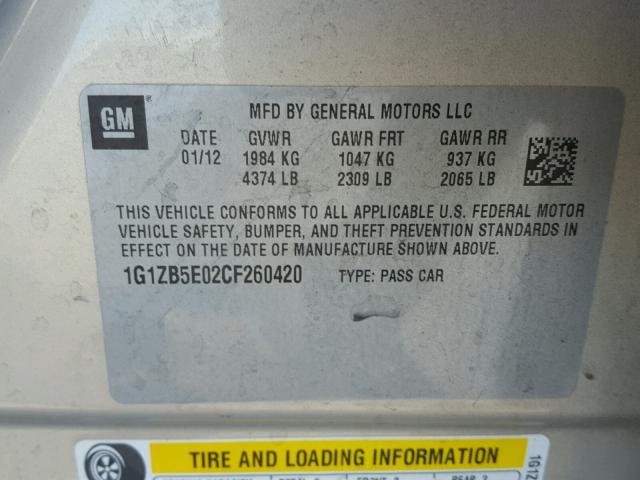 GM ®
MFD BY GENERAL MOTORS LLC
DATE GVWR GAWR FRT GAWR RR
01/12 1984 KG 1047 KG 937 KG
4374 LB 2309 LB 2065 LB
THIS VEHICLE CONFORMS TO ALL APPLICABLE U.S. FEDERAL MOTOR
VEHICLE SAFETY, BUMPER, AND THEFT PREVENTION STANDARDS IN
EFFECT ON THE DATE OF MANUFACTURE SHOWN ABOVE.
1G1ZB5E02CF260420 TYPE: PASS CAR
TIRE AND LOADING INFORMATION
1G1Z